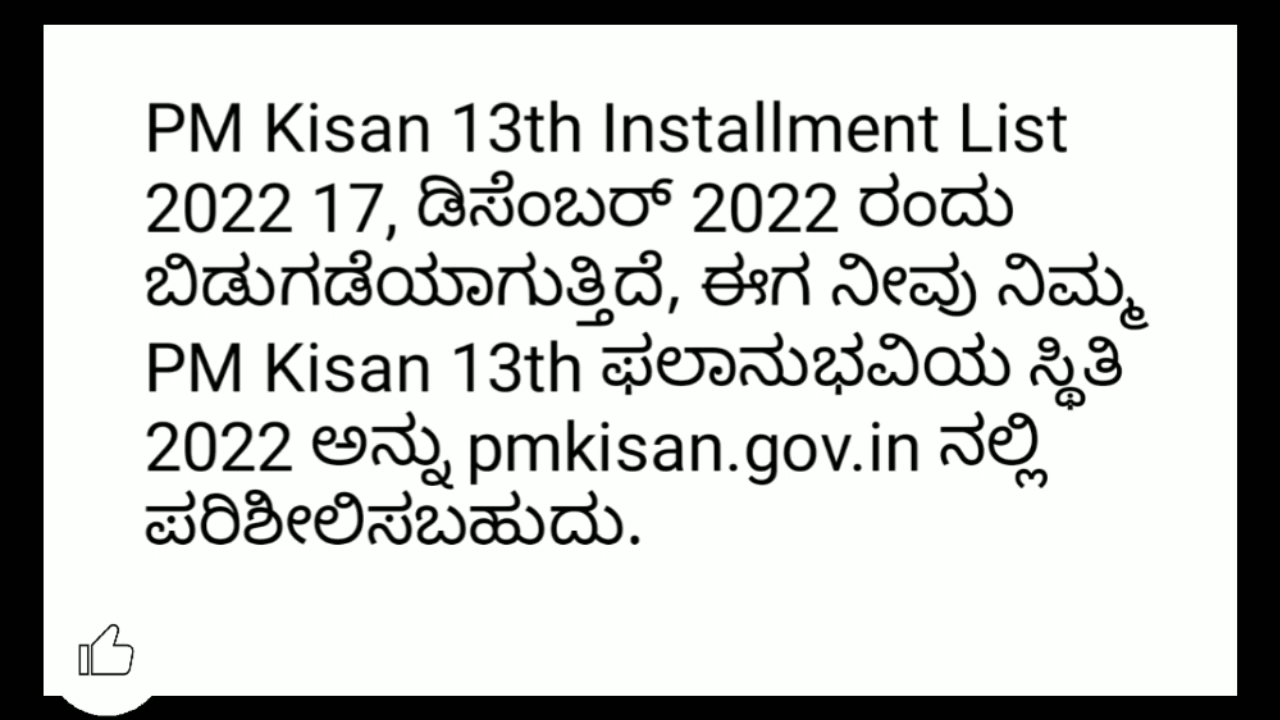 PM Kisan 13th Installment List
2022 17, ಡಿಸೆಂಬರ್ 2022 ರಂದು
ಬಿಡುಗಡೆಯಾಗುತ್ತಿದೆ, ಈಗ ನೀವು ನಿಮ್ಮ
PM Kisan 13th ಫಲಾನುಭವಿಯ ಸ್ಥಿತಿ
2022 ಅನ್ನು pmkisan.gov.in ನಲ್ಲಿ
ಪರಿಶೀಲಿಸಬಹುದು.